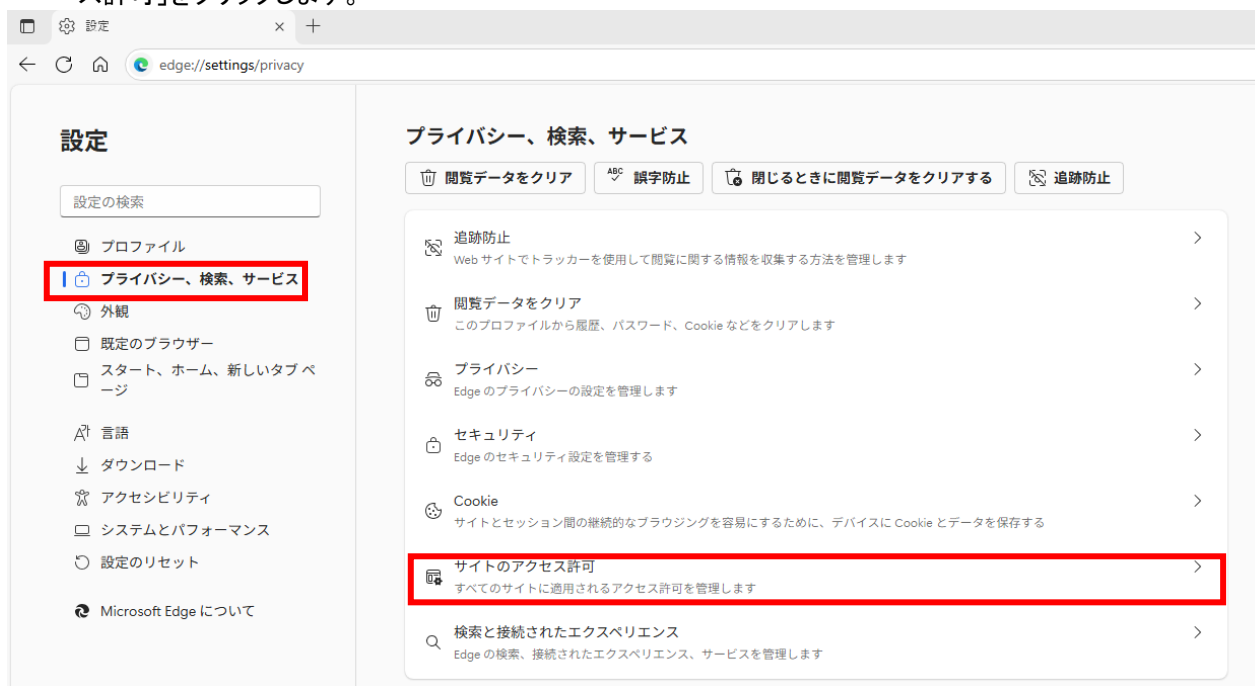 ス許可」をクリックします。
設定
edge://settings/privacy
設定
設定の検索
プロファイル
プライバシー、検索、サービス
外観
既定のブラウザー
スタート、ホーム、新しいタブ ペ
ージ
言語
ダウンロード
アクセシビリティ
システムとパフォーマンス
設定のリセット
Microsoft Edge について
プライバシー、検索、サービス
閲覧データをクリア
ABC 誤字防止
閉じるときに閲覧データをクリアする
追跡防止
追跡防止
Web サイトでトラッカーを使用して閲覧に関する情報を収集する方法を管理します
閲覧データをクリア
このプロファイルから履歴、パスワード、Cookie などをクリアします
プライバシー
Edge のプライバシーの設定を管理します
セキュリティ
Edge のセキュリティ設定を管理する
Cookie
サイトとセッション間の継続的なブラウジングを容易にするために、デバイスに Cookie とデータを保存する
サイトのアクセス許可
すべてのサイトに適用されるアクセス許可を管理します
検索と接続されたエクスペリエンス
Edge の検索、接続されたエクスペリエンス、サービスを管理します